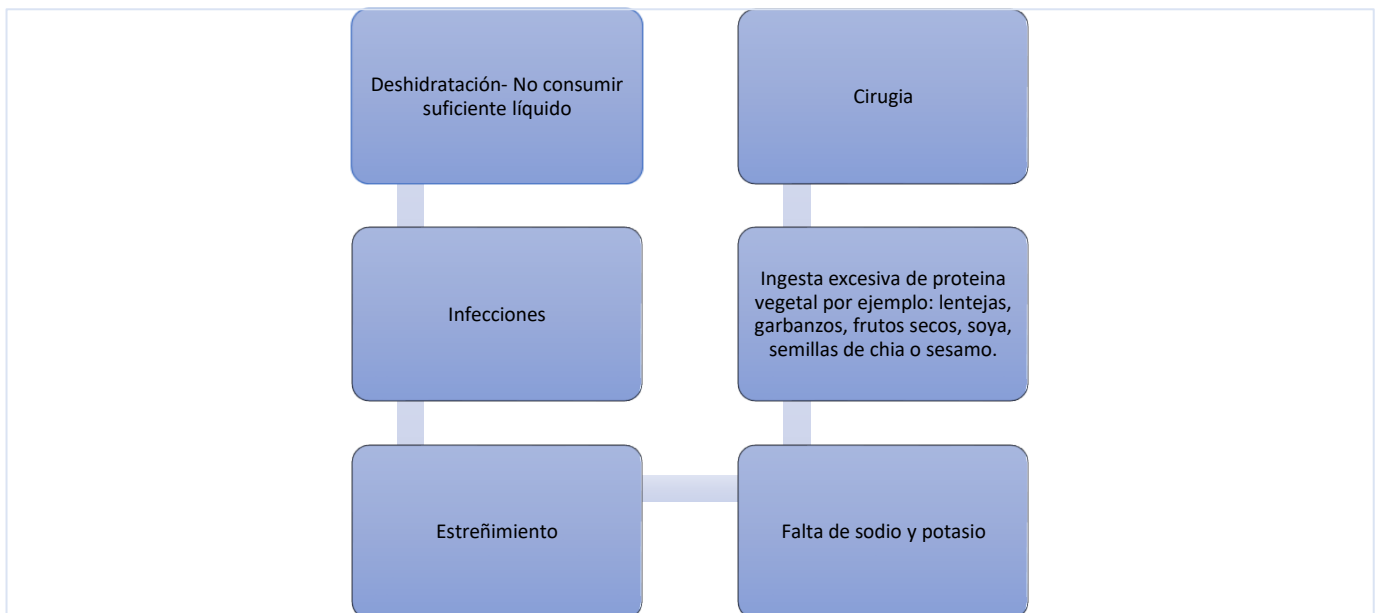 Deshidratación- No consumir
suficiente líquido
Infecciones
Estreñimiento
Falta de sodio y potasio
Ingesta excesiva de proteina
vegetal por ejemplo: lentejas,
garbanzos, frutos secos, soya,
semillas de chia o sesamo.
Cirugia